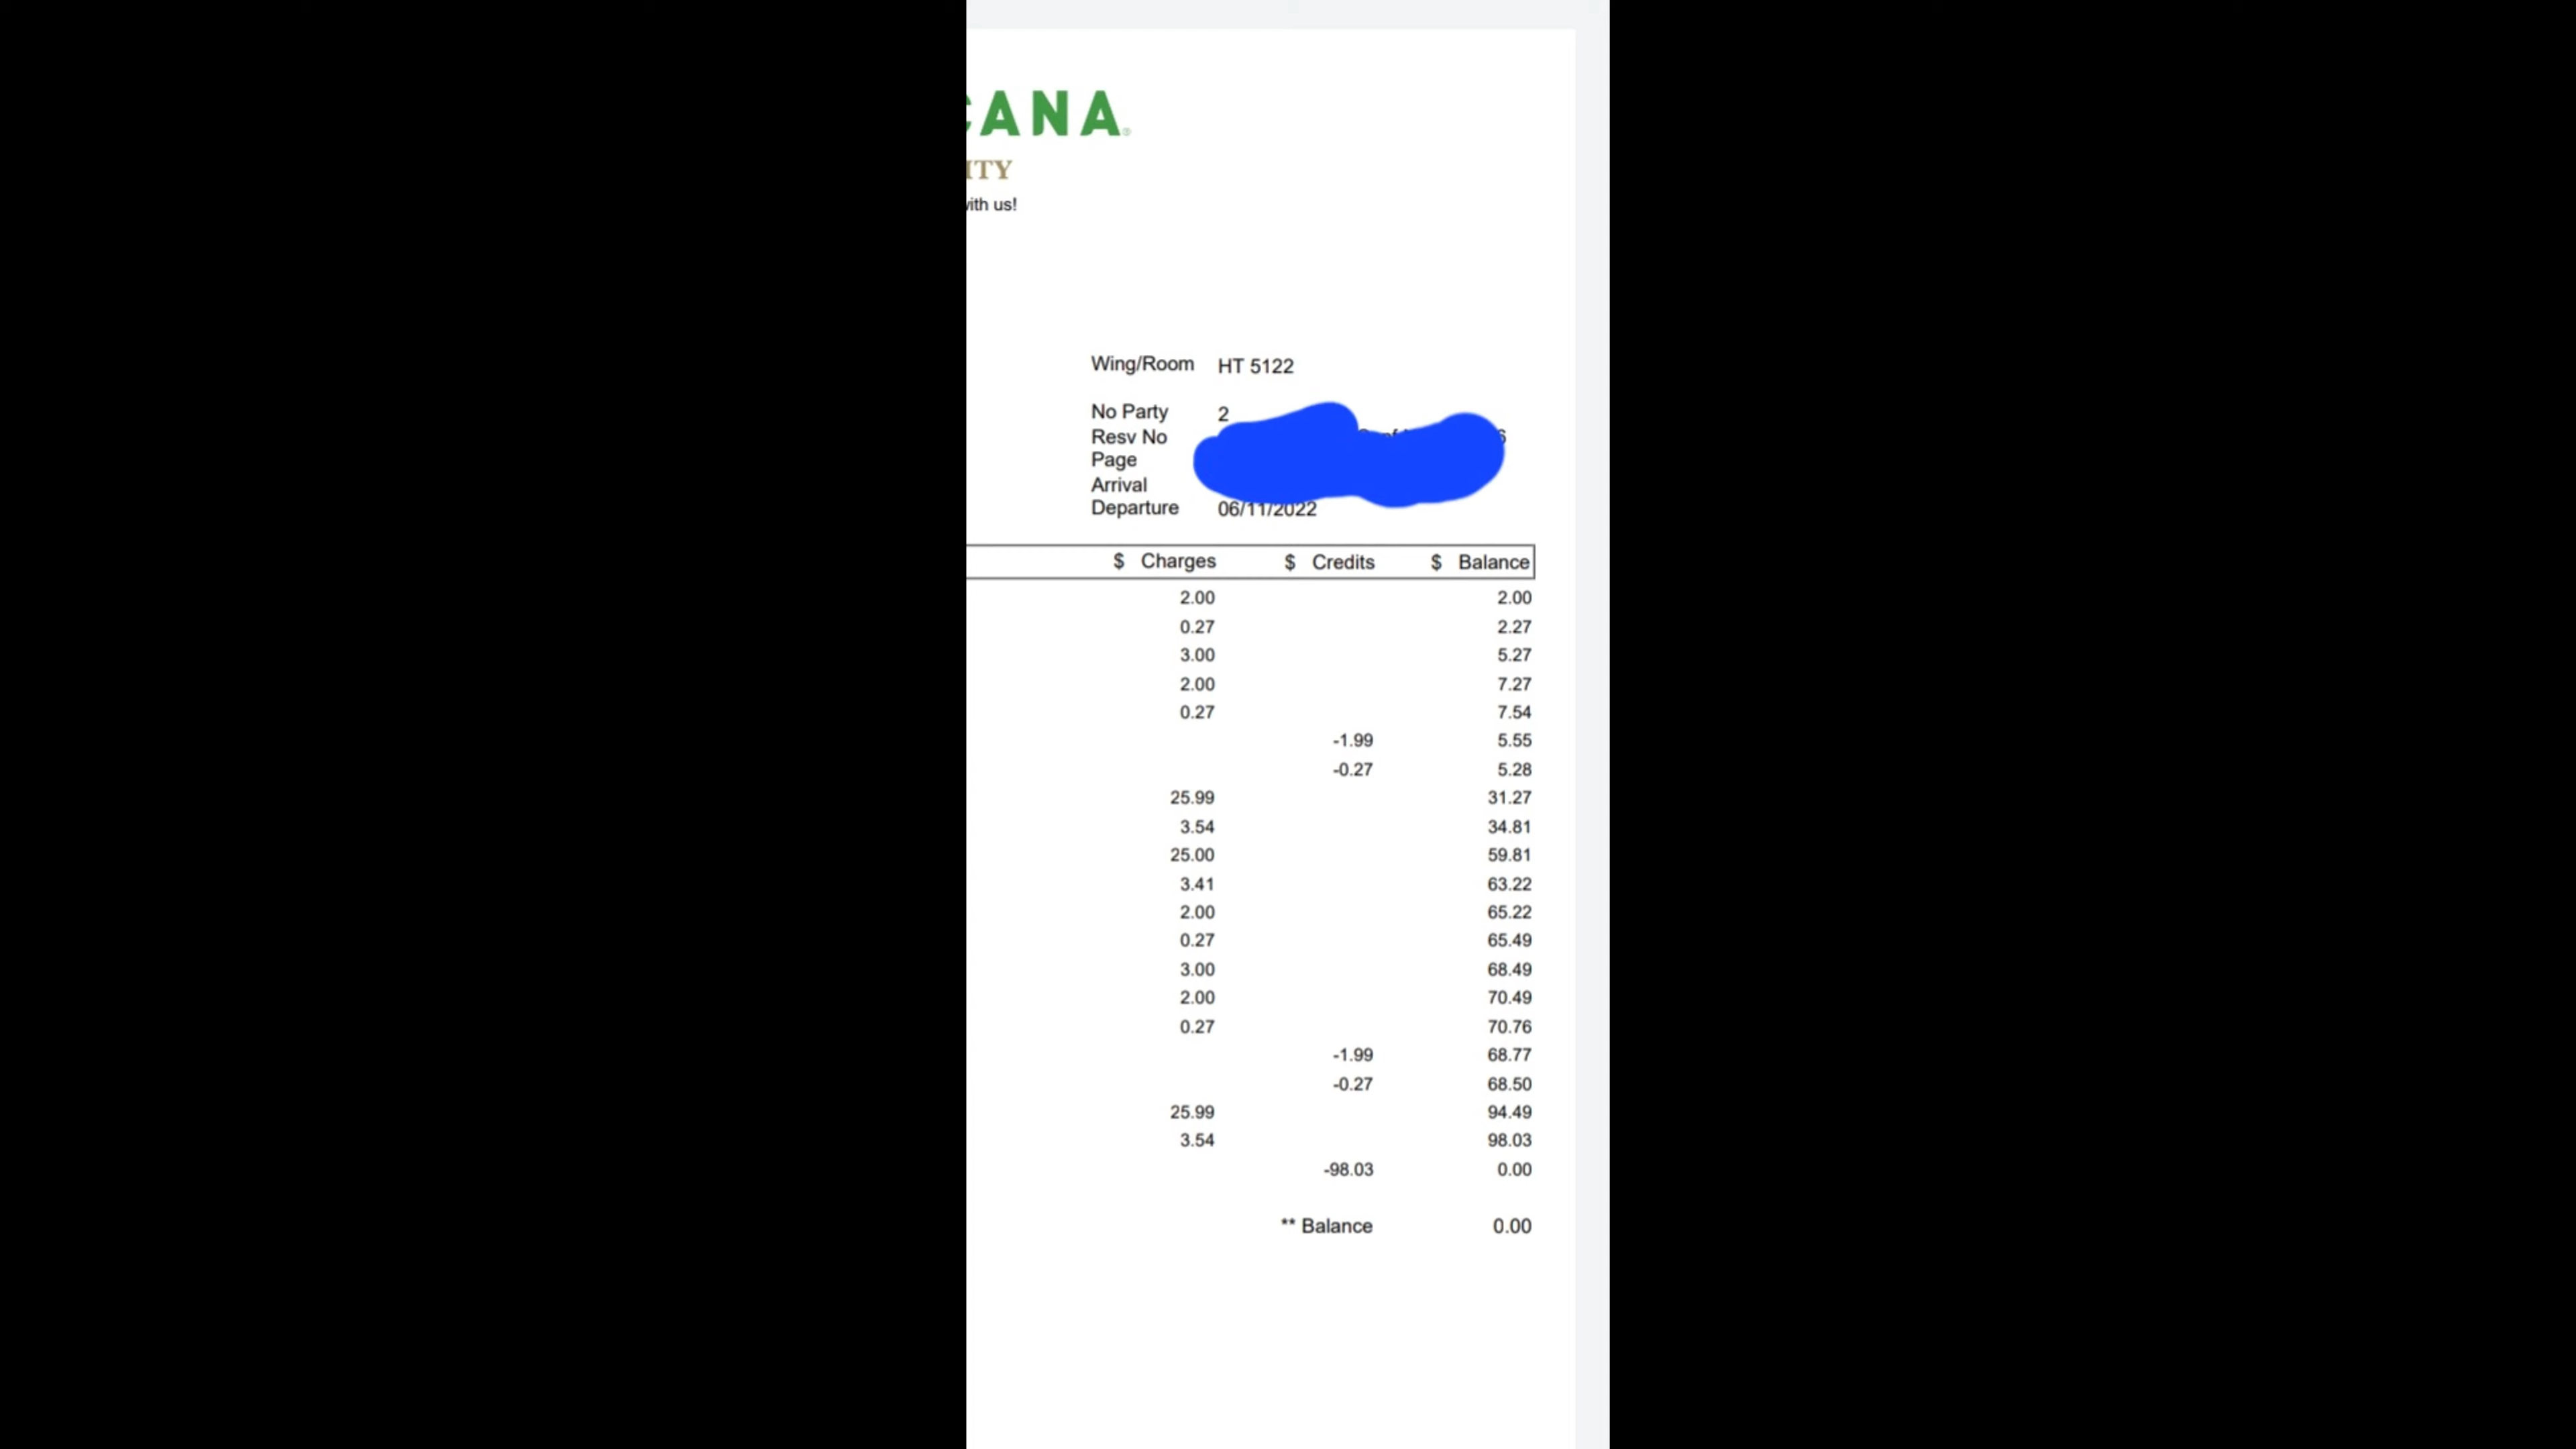 CANA®
ITY
with us!
Wing/Room HT 5122
No Party 2
Resv No
Page
Arrival
Departure 06/11/2022
$ Charges $ Credits $ Balance
2.00 2.00
0.27 2.27
3.00 5.27
2.00 7.27
0.27 7.54
-1.99 5.55
-0.27 5.28
25.99 31.27
3.54 34.81
25.00 59.81
3.41 63.22
2.00 65.22
0.27 65.49
3.00 68.49
2.00 70.49
0.27 70.76
-1.99 68.77
-0.27 68.50
25.99 94.49
3.54 98.03
-98.03 0.00
** Balance 0.00